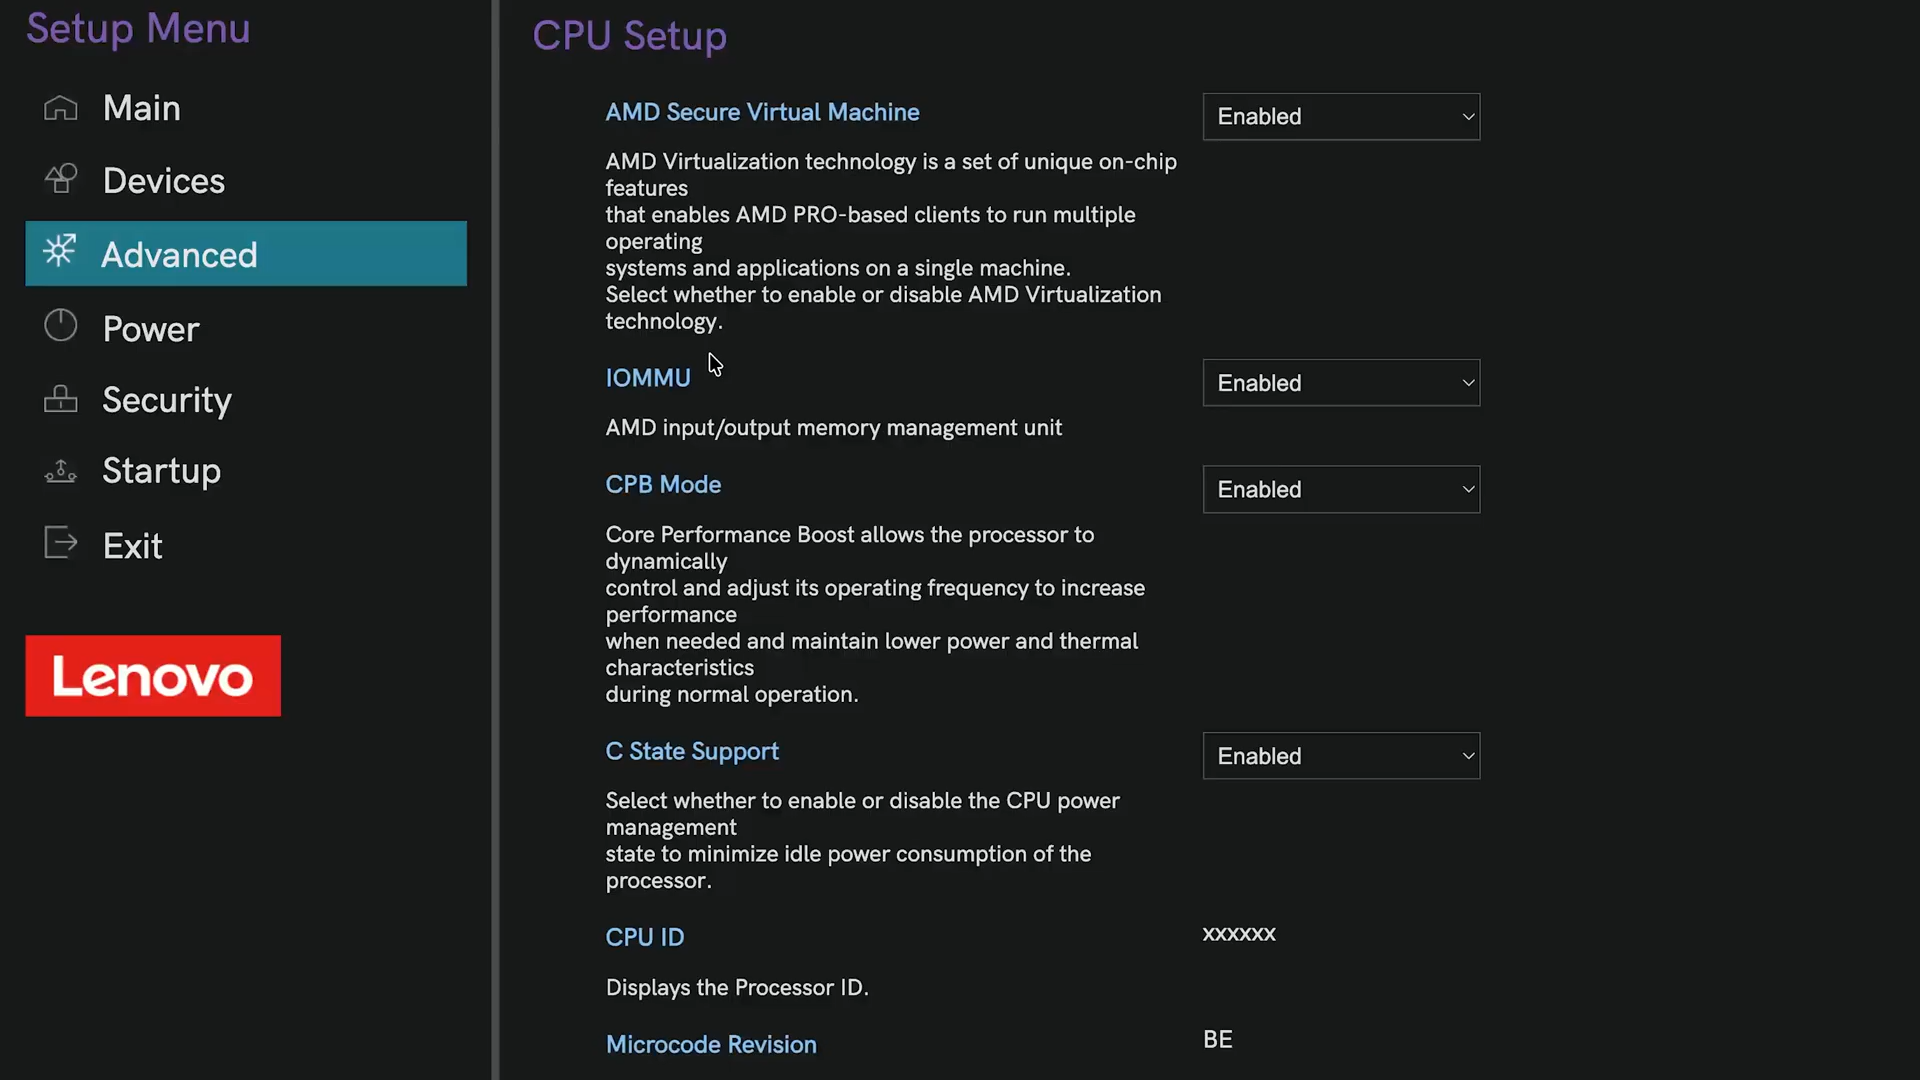 Setup Menu
Main
Devices
Advanced
Power
Security
Startup
Exit
Lenovo
CPU Setup
AMD Secure Virtual Machine
Enabled
AMD Virtualization technology is a set of unique on-chip
features
that enables AMD PRO-based clients to run multiple
operating
systems and applications on a single machine.
Select whether to enable or disable AMD Virtualization
technology.
IOMMU
Enabled
AMD input/output memory management unit
CPB Mode
Enabled
Core Performance Boost allows the processor to
dynamically
control and adjust its operating frequency to increase
performance
when needed and maintain lower power and thermal
characteristics
during normal operation.
C State Support
Enabled
Select whether to enable or disable the CPU power
management
state to minimize idle power consumption of the
processor.
CPU ID
xxxxxx
Displays the Processor ID.
Microcode Revision
BE